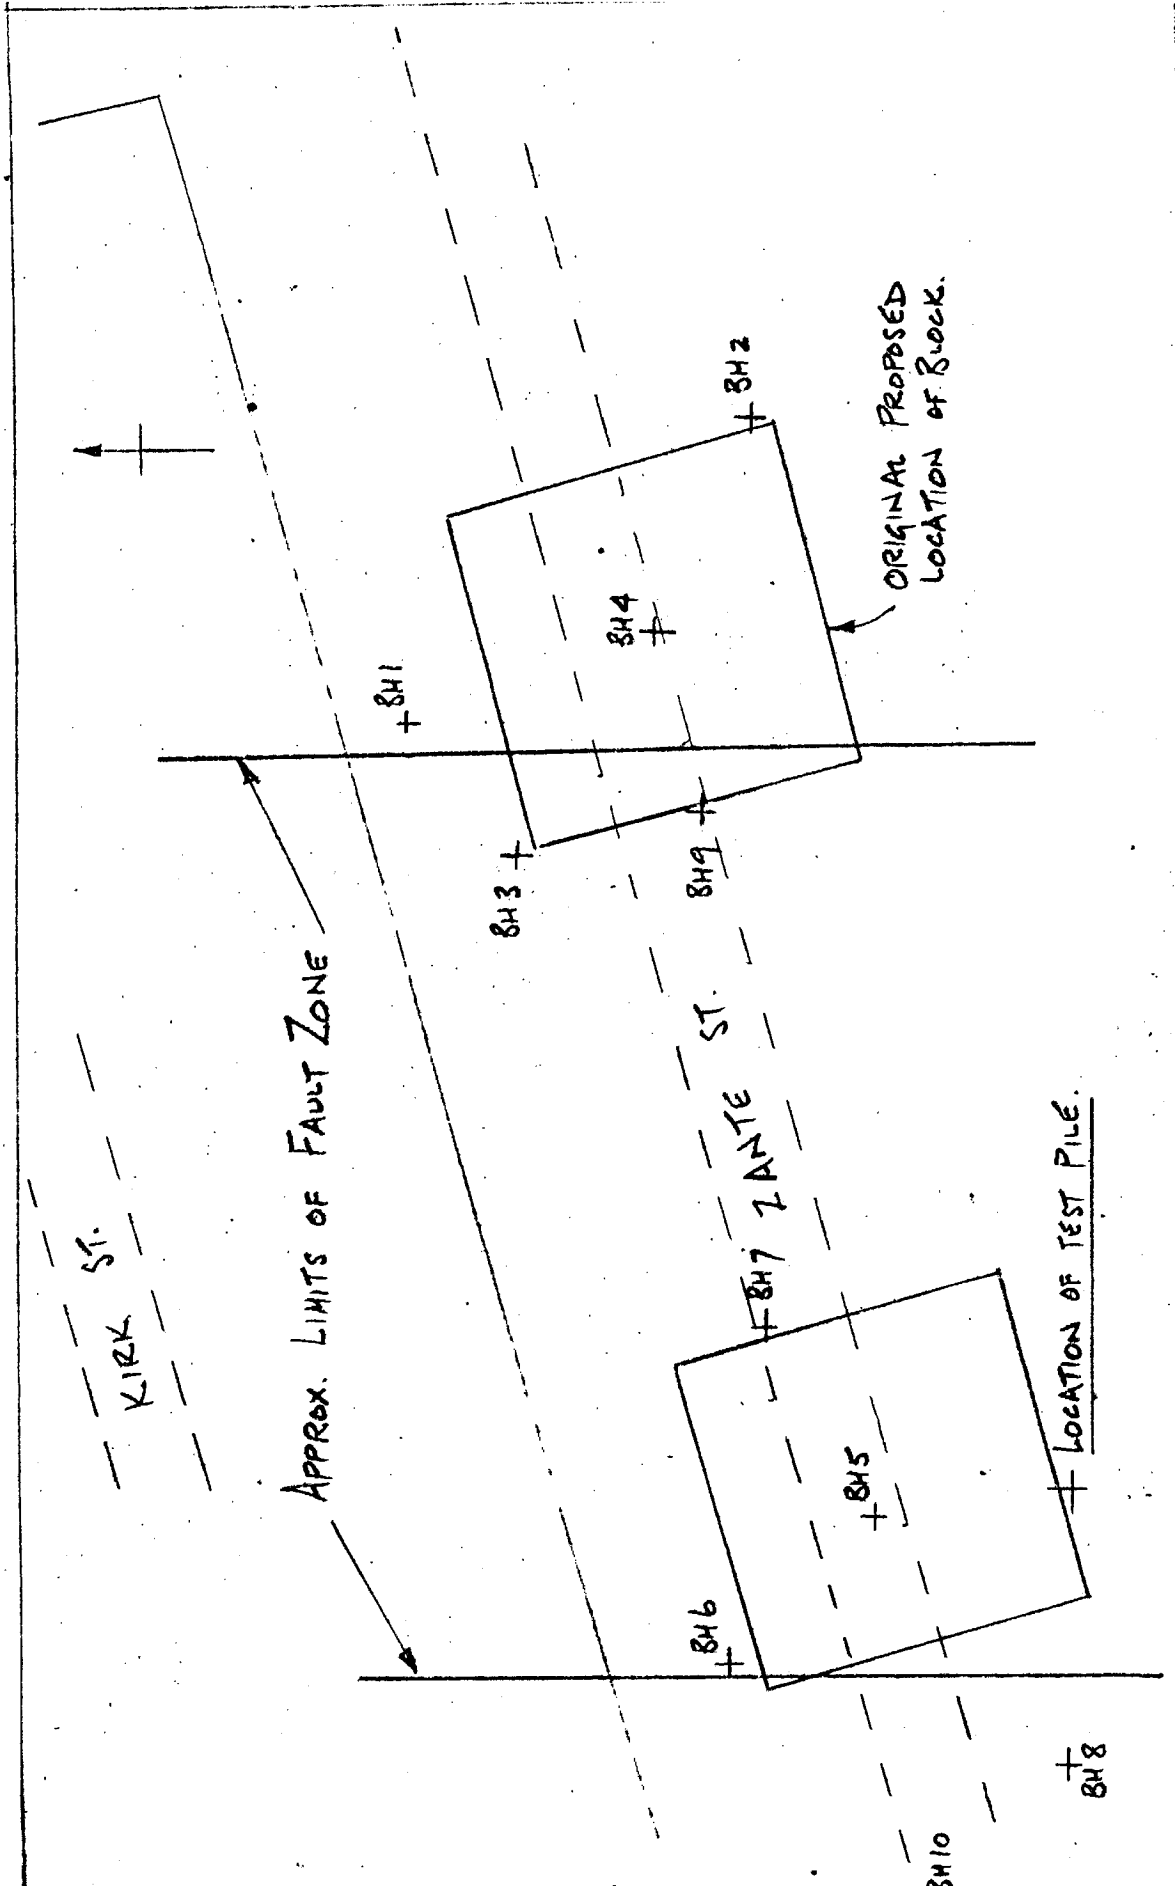 KIRK ST.
APPROX. LIMITS OF FAULT ZONE
BH1
BH3
BH2
BH4
BH9
ORIGINAL PROPOSED
LOCATION OF BLOCK.
ZANTE ST.
BH7
BH6
BH5
LOCATION OF TEST PILE.
BH8
BH10